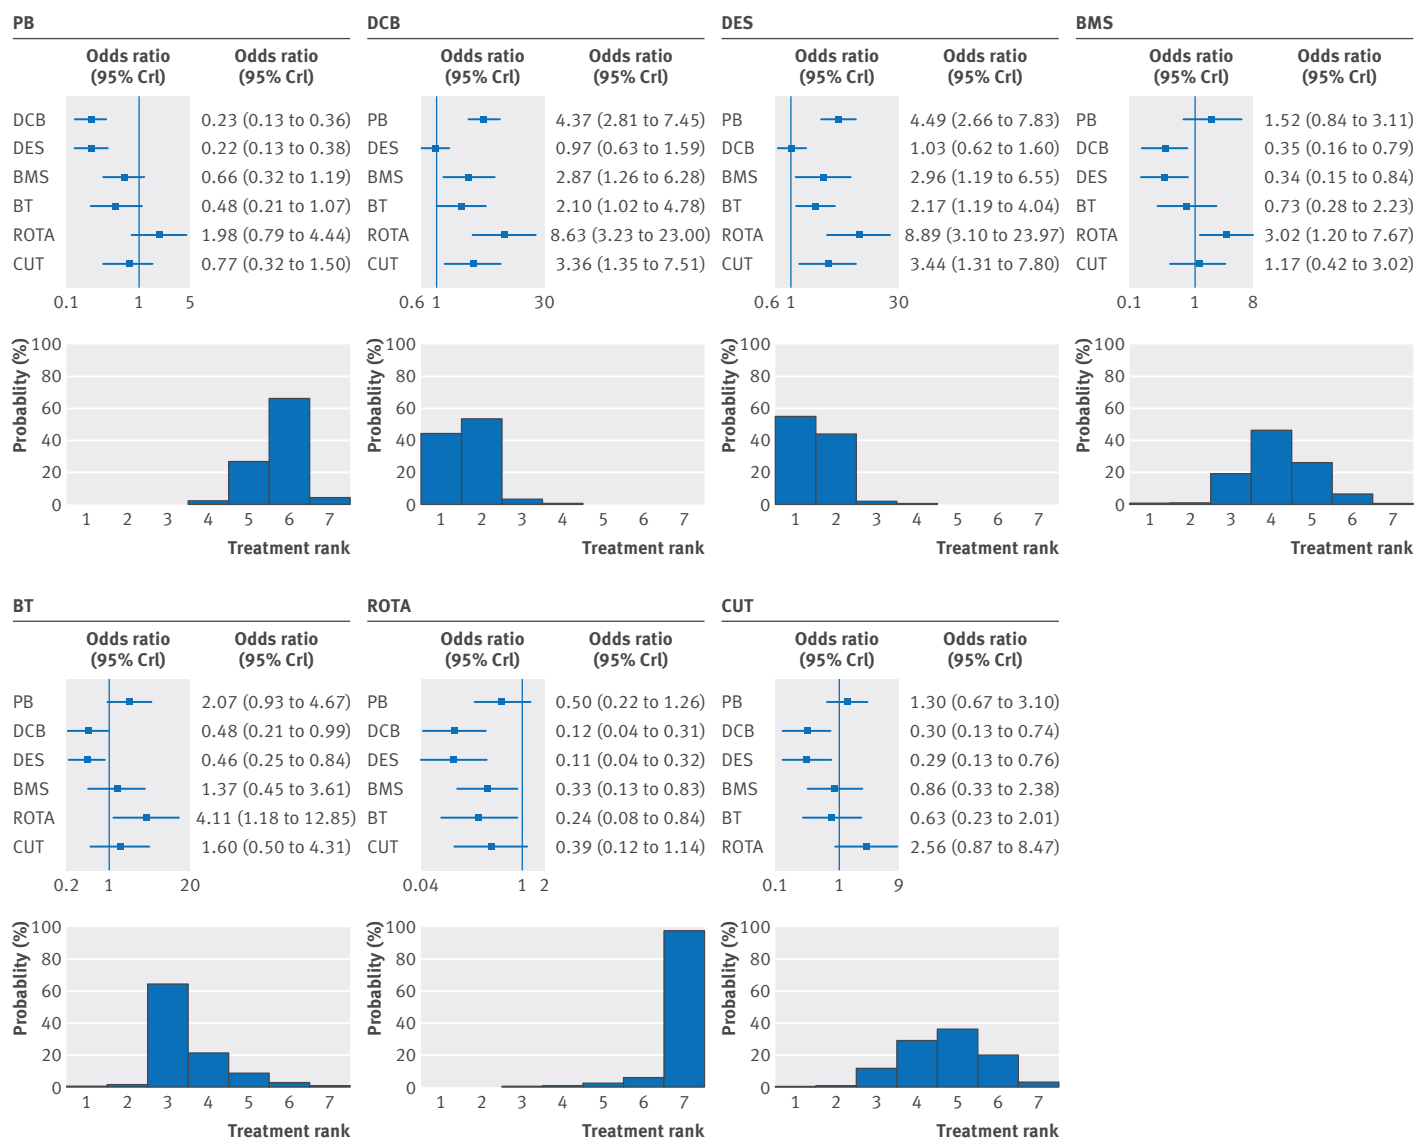 PB
Odds ratio (95% CrI) Odds ratio (95% CrI)
DCB 0.23 (0.13 to 0.36)
DES 0.22 (0.13 to 0.38)
BMS 0.66 (0.32 to 1.19)
BT 0.48 (0.21 to 1.07)
ROTA 1.98 (0.79 to 4.44)
CUT 0.77 (0.32 to 1.50)
0.1 1 5
Probablity (%)
100
80
60
40
20
0
1 2 3 4 5 6 7
Treatment rank
DCB
Odds ratio (95% CrI) Odds ratio (95% CrI)
PB 4.37 (2.81 to 7.45)
DES 0.97 (0.63 to 1.59)
BMS 2.87 (1.26 to 6.28)
BT 2.10 (1.02 to 4.78)
ROTA 8.63 (3.23 to 23.00)
CUT 3.36 (1.35 to 7.51)
0.6 1 30
Probablity (%)
100
80
60
40
20
0
1 2 3 4 5 6 7
Treatment rank
DES
Odds ratio (95% CrI) Odds ratio (95% CrI)
PB 4.49 (2.66 to 7.83)
DCB 1.03 (0.62 to 1.60)
BMS 2.96 (1.19 to 6.55)
BT 2.17 (1.19 to 4.04)
ROTA 8.89 (3.10 to 23.97)
CUT 3.44 (1.31 to 7.80)
0.6 1 30
Probablity (%)
100
80
60
40
20
0
1 2 3 4 5 6 7
Treatment rank
BMS
Odds ratio (95% CrI) Odds ratio (95% CrI)
PB 1.52 (0.84 to 3.11)
DCB 0.35 (0.16 to 0.79)
DES 0.34 (0.15 to 0.84)
BT 0.73 (0.28 to 2.23)
ROTA 3.02 (1.20 to 7.67)
CUT 1.17 (0.42 to 3.02)
0.1 1 8
Probablity (%)
100
80
60
40
20
0
1 2 3 4 5 6 7
Treatment rank
BT
Odds ratio (95% CrI) Odds ratio (95% CrI)
PB 2.07 (0.93 to 4.67)
DCB 0.48 (0.21 to 0.99)
DES 0.46 (0.25 to 0.84)
BMS 1.37 (0.45 to 3.61)
ROTA 4.11 (1.18 to 12.85)
CUT 1.60 (0.50 to 4.31)
0.2 1 20
Probablity (%)
100
80
60
40
20
0
1 2 3 4 5 6 7
Treatment rank
ROTA
Odds ratio (95% CrI) Odds ratio (95% CrI)
PB 0.50 (0.22 to 1.26)
DCB 0.12 (0.04 to 0.31)
DES 0.11 (0.04 to 0.32)
BMS 0.33 (0.13 to 0.83)
BT 0.24 (0.08 to 0.84)
CUT 0.39 (0.12 to 1.14)
0.04 1 2
Probablity (%)
100
80
60
40
20
0
1 2 3 4 5 6 7
Treatment rank
CUT
Odds ratio (95% CrI) Odds ratio (95% CrI)
PB 1.30 (0.67 to 3.10)
DCB 0.30 (0.13 to 0.74)
DES 0.29 (0.13 to 0.76)
BMS 0.86 (0.33 to 2.38)
BT 0.63 (0.23 to 2.01)
ROTA 2.56 (0.87 to 8.47)
0.1 1 9
Probablity (%)
100
80
60
40
20
0
1 2 3 4 5 6 7
Treatment rank